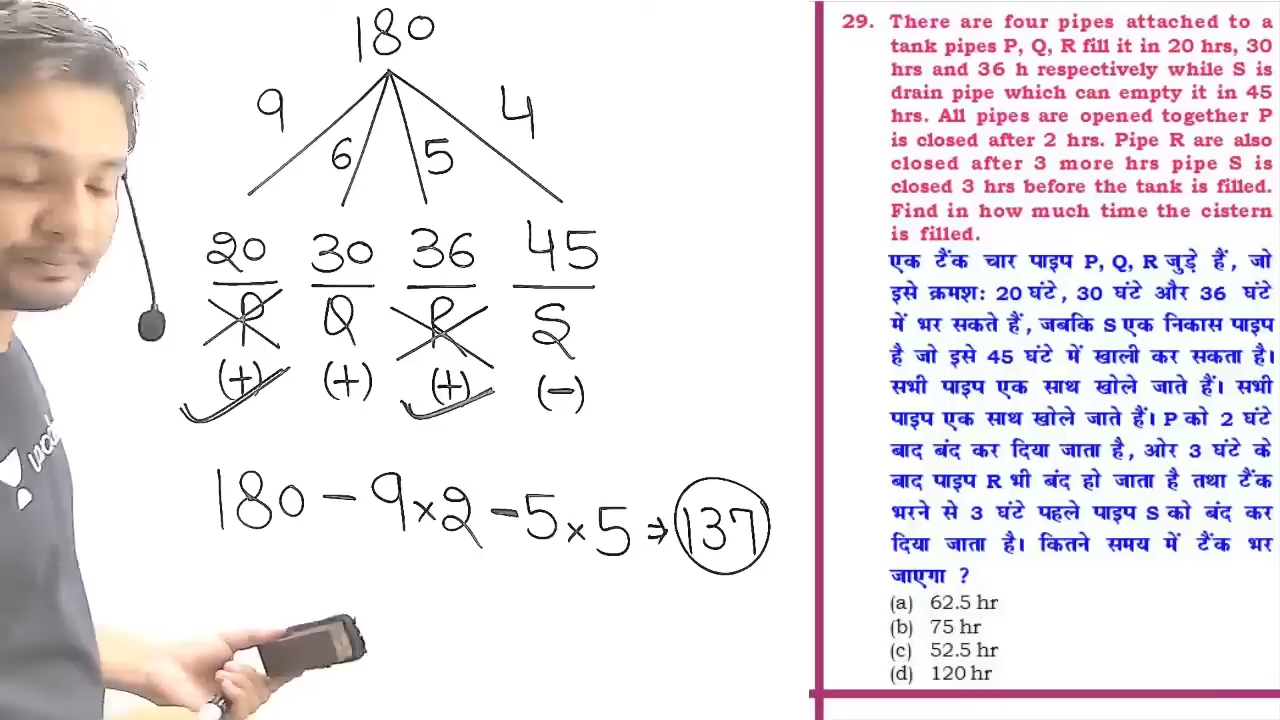 180
9 6 5 4
20 30 36 45
P Q R S
(+) (+) (+) (-)
180 - 9 × 2 - 5 × 5 ⇒ 137
29. There are four pipes attached to a
tank pipes P, Q, R fill it in 20 hrs, 30
hrs and 36 h respectively while S is
drain pipe which can empty it in 45
hrs. All pipes are opened together P
is closed after 2 hrs. Pipe R are also
closed after 3 more hrs pipe S is
closed 3 hrs before the tank is filled.
Find in how much time the cistern
is filled.
एक टैंक चार पाइप P, Q, R जुड़े हैं, जो
इसे क्रमश: 20 घंटे, 30 घंटे और 36 घंटे
में भर सकते हैं, जबकि S एक निकास पाइप
है जो इसे 45 घंटे में खाली कर सकता है।
सभी पाइप एक साथ खोले जाते हैं। सभी
पाइप एक साथ खोले जाते हैं। P को 2 घंटे
बाद बंद कर दिया जाता है, ओर 3 घंटे के
बाद पाइप R भी बंद हो जाता है तथा टैंक
भरने से 3 घंटे पहले पाइप S को बंद कर
दिया जाता है। कितने समय में टैंक भर
जाएगा ?
(a) 62.5 hr
(b) 75 hr
(c) 52.5 hr
(d) 120 hr